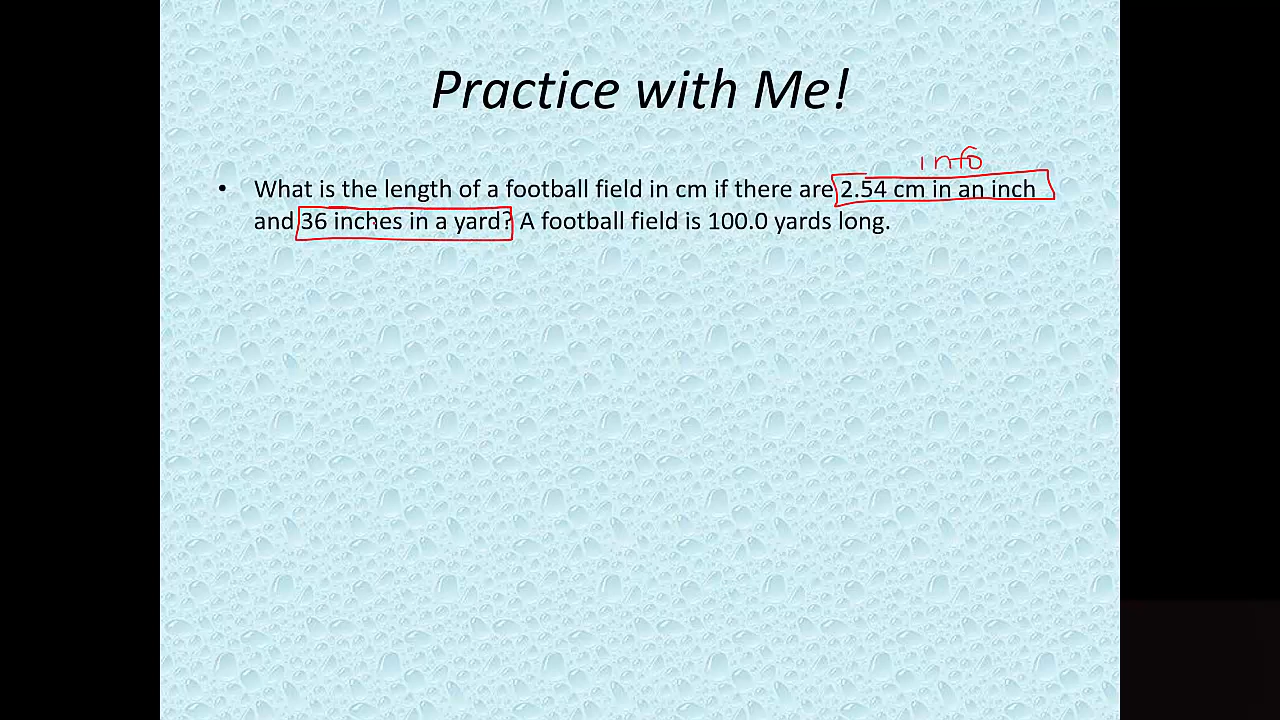 Practice with Me!
info
• What is the length of a football field in cm if there are 2.54 cm in an inch
and 36 inches in a yard? A football field is 100.0 yards long.